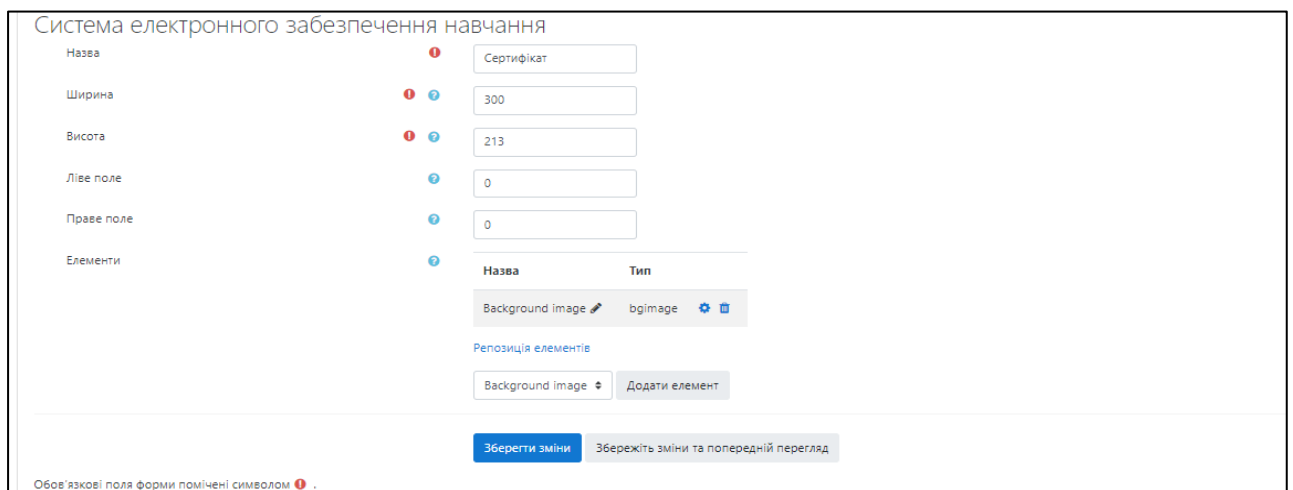 Система електронного забезпечення навчання
Назва Сертифікат
Ширина 300
Висота 213
Ліве поле 0
Праве поле 0
Елементи
Назва Тип
Background image bgimage
Репозиція елементів
Background image Додати елемент
Зберегти зміни Збережіть зміни та попередній перегляд
Обов'язкові поля форми помічені символом .